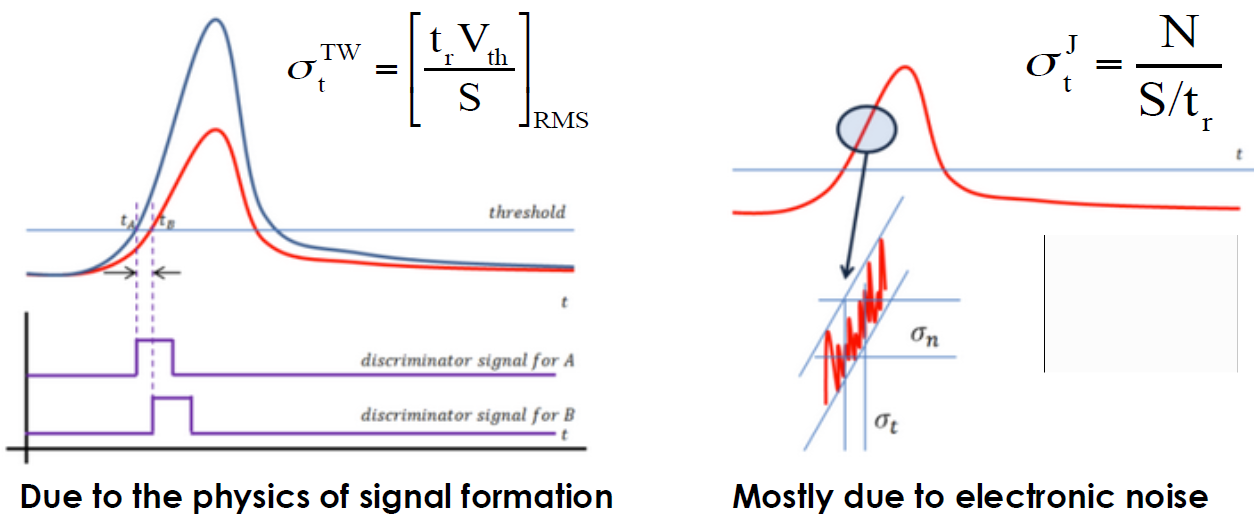 σ_t^TW = [t_r V_th / S]_RMS
t_A t_B
threshold
t
discriminator signal for A
discriminator signal for B
t
Due to the physics of signal formation
σ_t^J = N / S/t_r
t
σ_n
σ_t
Mostly due to electronic noise